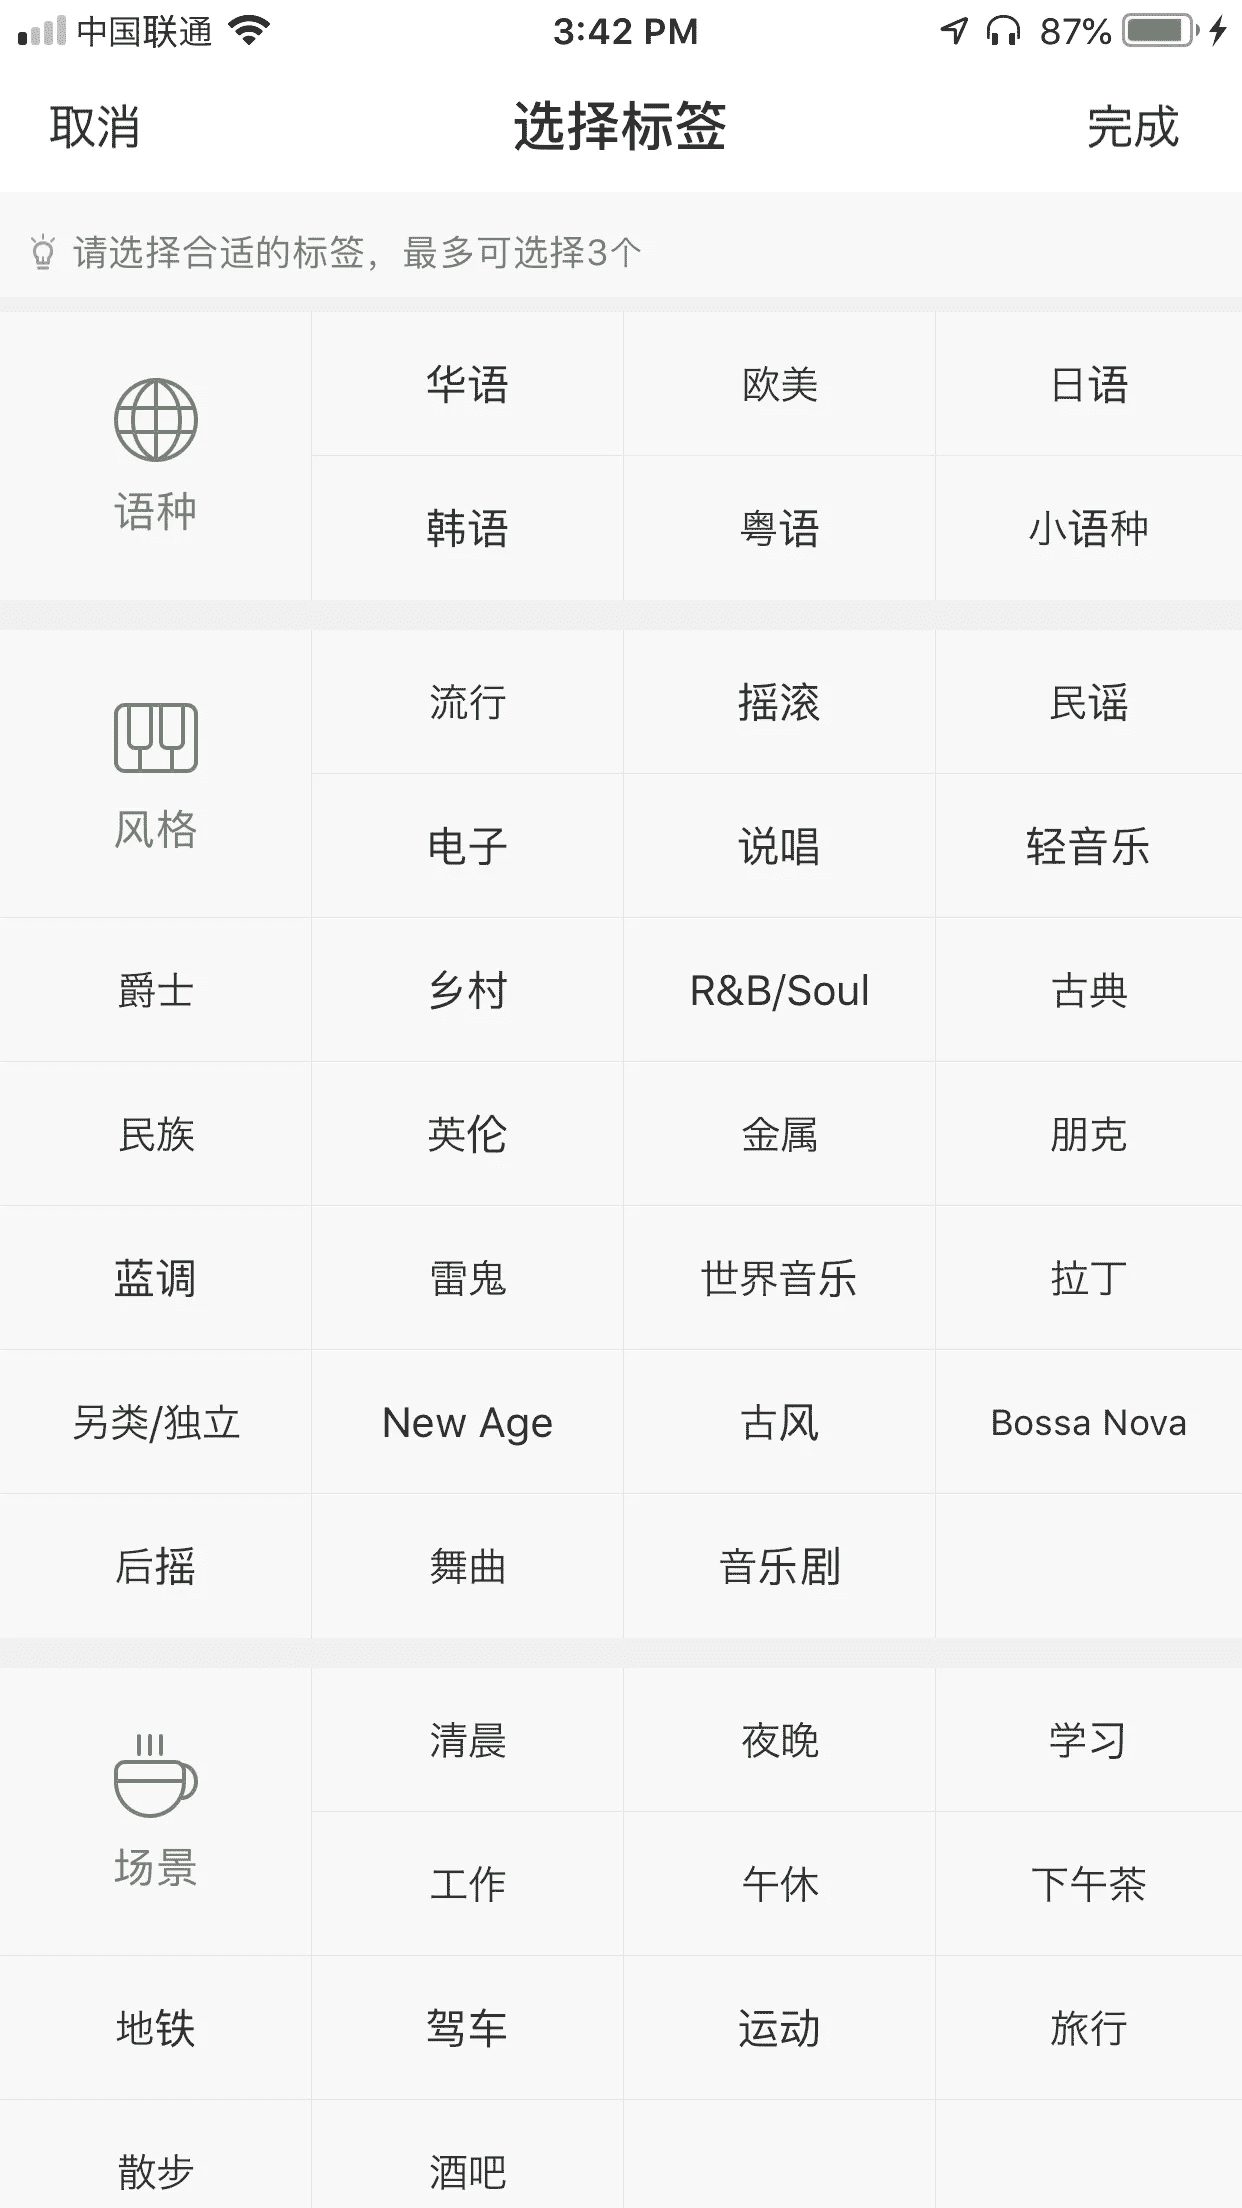 中国联通 3:42 PM 87%
取消 选择标签 完成
请选择合适的标签，最多可选择3个
语种
华语 欧美 日语
韩语 粤语 小语种
风格
流行 摇滚 民谣
电子 说唱 轻音乐
爵士 乡村 R&B/Soul 古典
民族 英伦 金属 朋克
蓝调 雷鬼 世界音乐 拉丁
另类/独立 New Age 古风 Bossa Nova
后摇 舞曲 音乐剧
场景
清晨 夜晚 学习
工作 午休 下午茶
地铁 驾车 运动 旅行
散步 酒吧